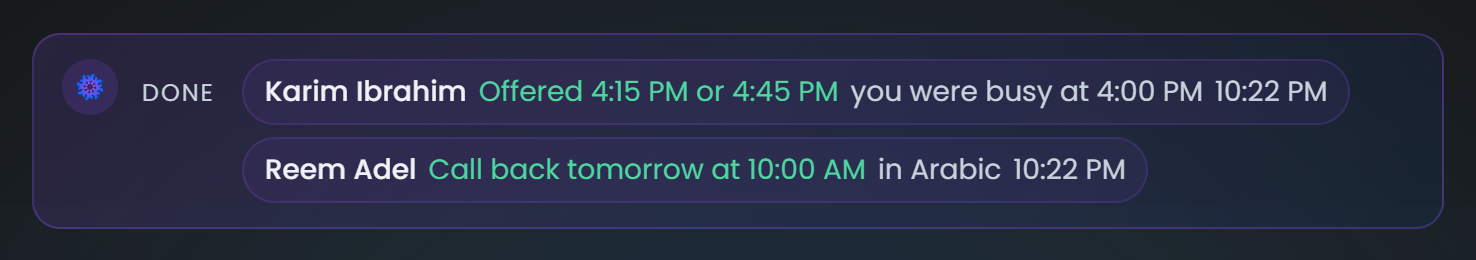 DONE Karim Ibrahim Offered 4:15 PM or 4:45 PM you were busy at 4:00 PM 10:22 PM
Reem Adel Call back tomorrow at 10:00 AM in Arabic 10:22 PM